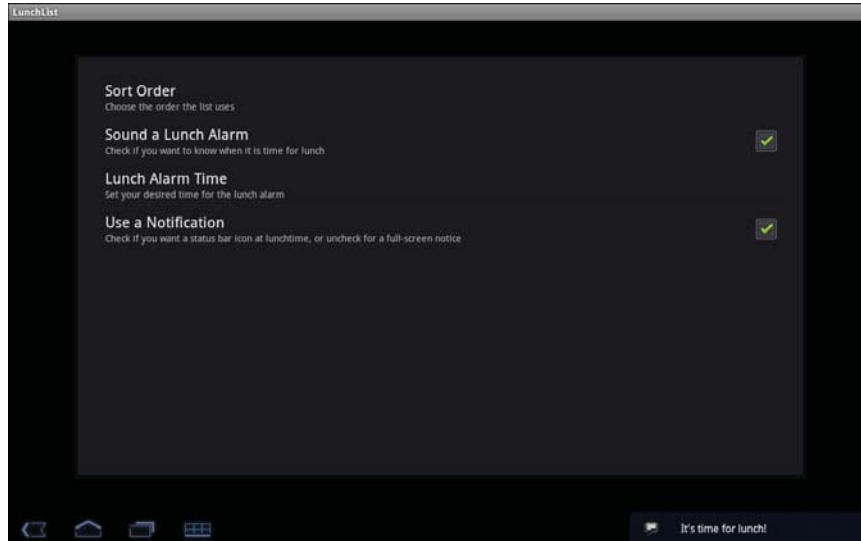 LunchList
Sort Order
Choose the order the list uses
Sound a Lunch Alarm
Check if you want to know when it is time for lunch
Lunch Alarm Time
Set your desired time for the lunch alarm
Use a Notification
Check if you want a status bar icon at lunchtime, or uncheck for a full-screen notice
It's time for lunch!